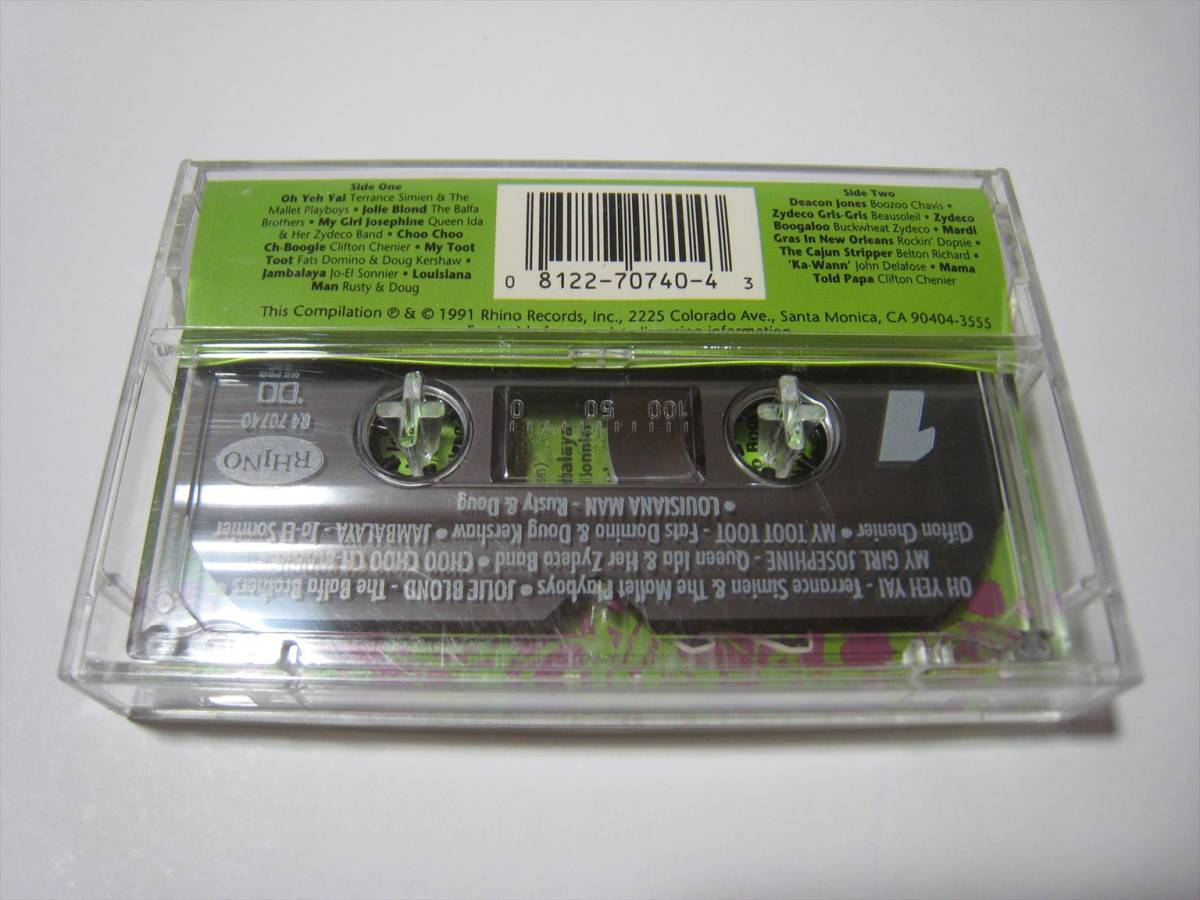 Side One
Oh Yeh Yai Terrance Simien & The
Mallet Playboys • Jolie Blond The Balfa
Brothers • My Girl Josephine Queen Ida
& Her Zydeco Band • Choo Choo
Ch-Boogie Clifton Chenier • My Toot
Toot Fats Domino & Doug Kershaw •
Jambalaya Jo-El Sonnier • Louisiana
Man Rusty & Doug
0 81227-70740-4 3
Side Two
Deacon Jones Boozoo Chavis •
Zydeco Gris-Gris Beausoleil • Zydeco
Boogaloo Buckwheat Zydeco • Mardi
Gras In New Orleans Rockin' Dopsie •
The Cajun Stripper Belton Richard •
'Ka-Wann' John Delafose • Mama
Told Papa Clifton Chenier
This Compilation ℗ & © 1991 Rhino Records, Inc., 2225 Colorado Ave., Santa Monica, CA 90404-3555
OH YEH YAI - Terrance Simien & The Mallet Playboys • JOLIE BLOND - The Balfa Brothers •
MY GIRL JOSEPHINE - Queen Ida & Her Zydeco Band • CHOO CHOO CH-BOOGIE -
Clifton Chenier • MY TOOT TOOT - Fats Domino & Doug Kershaw • JAMBALAYA - Jo-El Sonnier
• LOUISIANA MAN - Rusty & Doug
1
100 50 0
RHINO
R4 70740
balaya
Sonnie